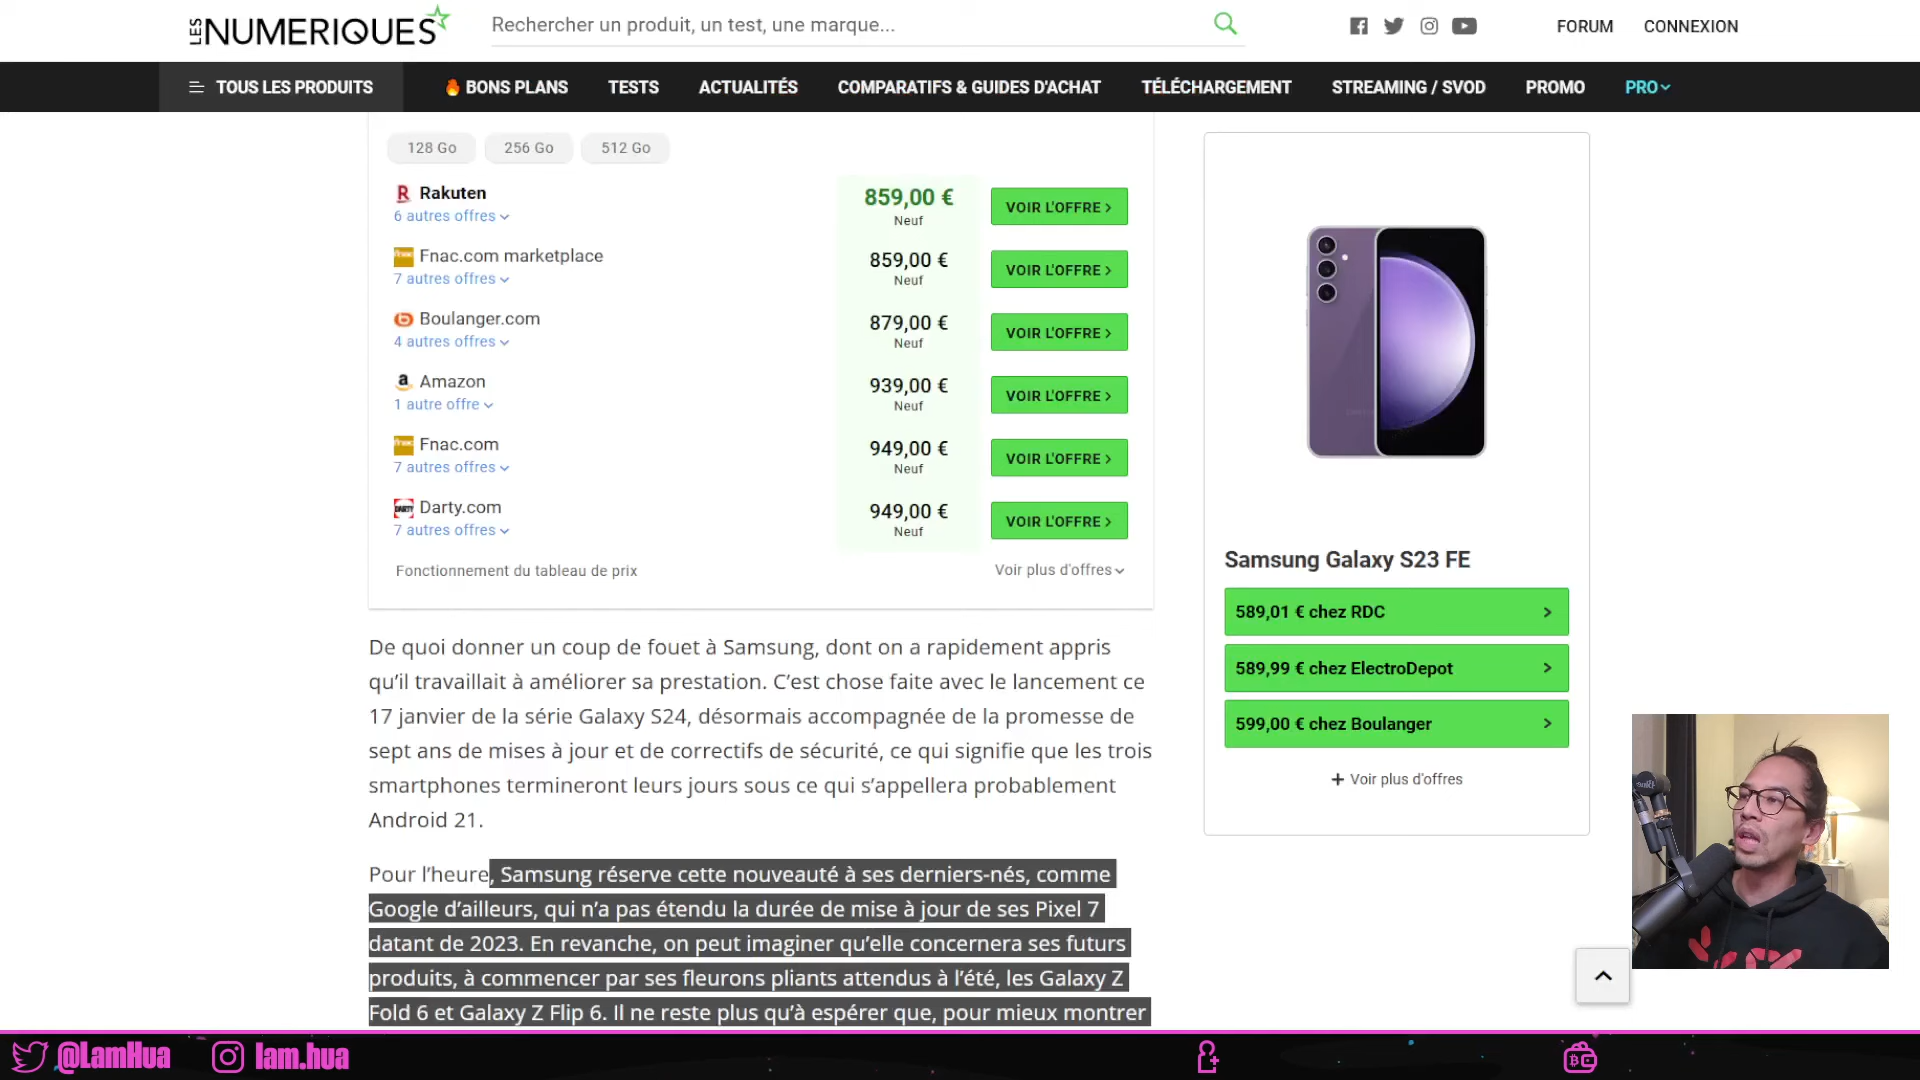 LES NUMERIQUES
Rechercher un produit, un test, une marque...
FORUM
CONNEXION
TOUS LES PRODUITS
BONS PLANS
TESTS
ACTUALITÉS
COMPARATIFS & GUIDES D'ACHAT
TÉLÉCHARGEMENT
STREAMING / SVOD
PROMO
PRO
128 Go
256 Go
512 Go
Rakuten
6 autres offres
859,00 €
Neuf
VOIR L'OFFRE
Fnac.com marketplace
7 autres offres
859,00 €
Neuf
VOIR L'OFFRE
Boulanger.com
4 autres offres
879,00 €
Neuf
VOIR L'OFFRE
Amazon
1 autre offre
939,00 €
Neuf
VOIR L'OFFRE
Fnac.com
7 autres offres
949,00 €
Neuf
VOIR L'OFFRE
Darty.com
7 autres offres
949,00 €
Neuf
VOIR L'OFFRE
Fonctionnement du tableau de prix
Voir plus d'offres
De quoi donner un coup de fouet à Samsung, dont on a rapidement appris
qu'il travaillait à améliorer sa prestation. C'est chose faite avec le lancement ce
17 janvier de la série Galaxy S24, désormais accompagnée de la promesse de
sept ans de mises à jour et de correctifs de sécurité, ce qui signifie que les trois
smartphones termineront leurs jours sous ce qui s'appellera probablement
Android 21.
Pour l'heure, Samsung réserve cette nouveauté à ses derniers-nés, comme
Google d'ailleurs, qui n'a pas étendu la durée de mise à jour de ses Pixel 7
datant de 2023. En revanche, on peut imaginer qu'elle concernera ses futurs
produits, à commencer par ses fleurons pliants attendus à l'été, les Galaxy Z
Fold 6 et Galaxy Z Flip 6. Il ne reste plus qu'à espérer que, pour mieux montrer
Samsung Galaxy S23 FE
589,01 € chez RDC
589,99 € chez ElectroDepot
599,00 € chez Boulanger
+ Voir plus d'offres
@LamHua
lam.hua